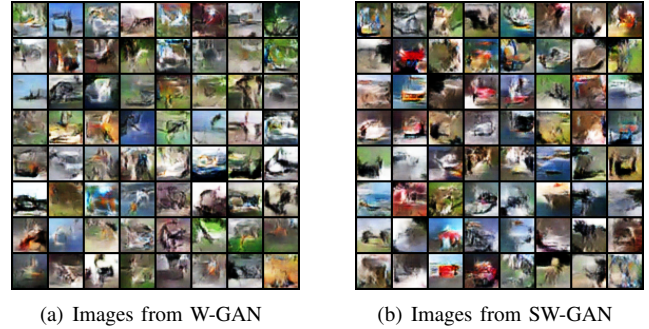 (a) Images from W-GAN
(b) Images from SW-GAN